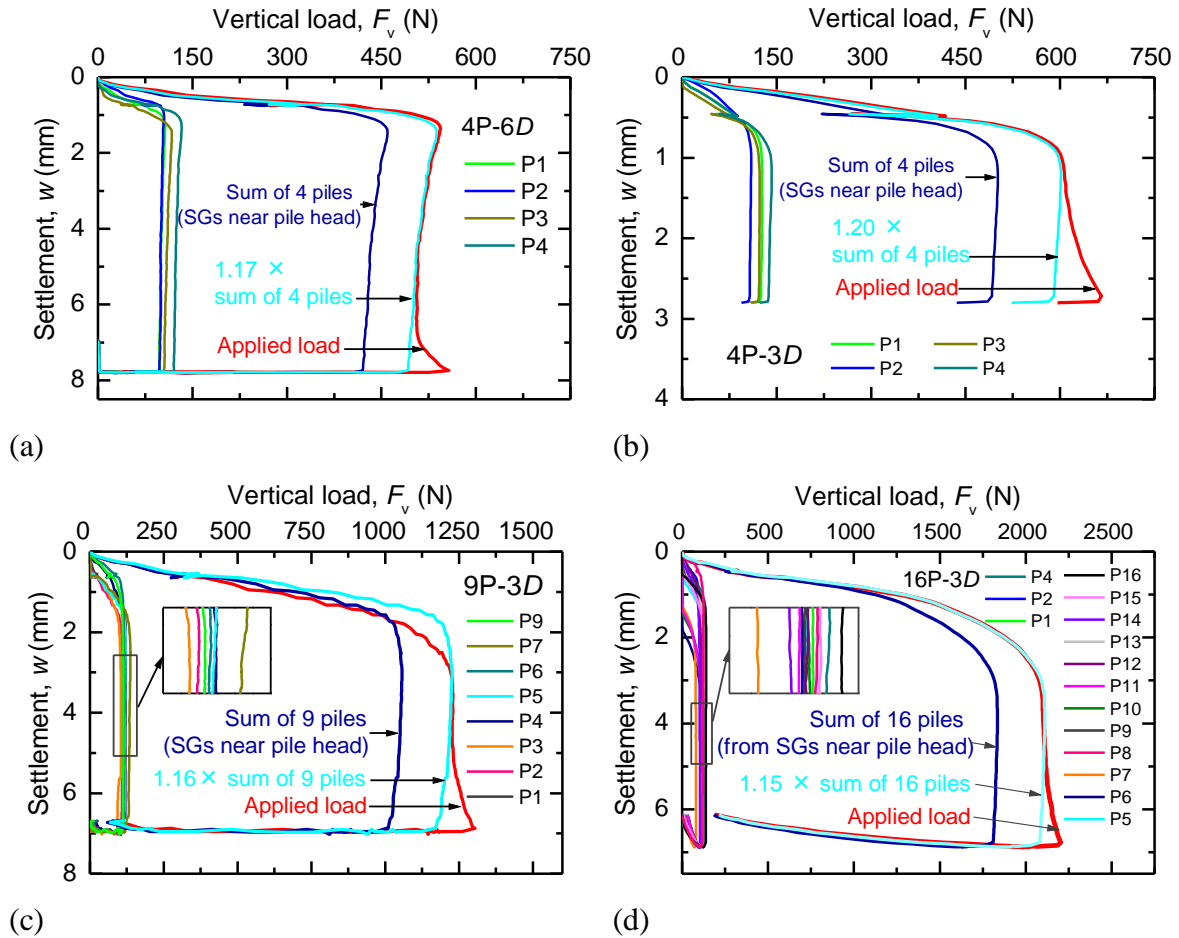 Vertical load, Fv (N)
0 150 300 450 600 750
0
2
4
6
8
Settlement, w (mm)
4P-6D
P1
P2
P3
P4
Sum of 4 piles
(SGs near pile head)
1.17 ×
sum of 4 piles
Applied load
(a)
Vertical load, Fv (N)
0 150 300 450 600 750
0
1
2
3
4
Settlement, w (mm)
Sum of 4 piles
(SGs near pile head)
1.20 ×
sum of 4 piles
Applied load
4P-3D
P1 P3
P2 P4
(b)
Vertical load, Fv (N)
0 250 500 750 1000 1250 1500
0
2
4
6
8
Settlement, w (mm)
9P-3D
P9
P7
P6
P5
P4
P3
P2
P1
Sum of 9 piles
(SGs near pile head)
1.16× sum of 9 piles
Applied load
(c)
Vertical load, Fv (N)
0 500 1000 1500 2000 2500
0
2
4
6
Settlement, w (mm)
16P-3D
P4
P2
P1
P16
P15
P14
P13
P12
P11
P10
P9
P8
P7
P6
P5
Sum of 16 piles
(from SGs near pile head)
1.15 × sum of 16 piles
Applied load
(d)